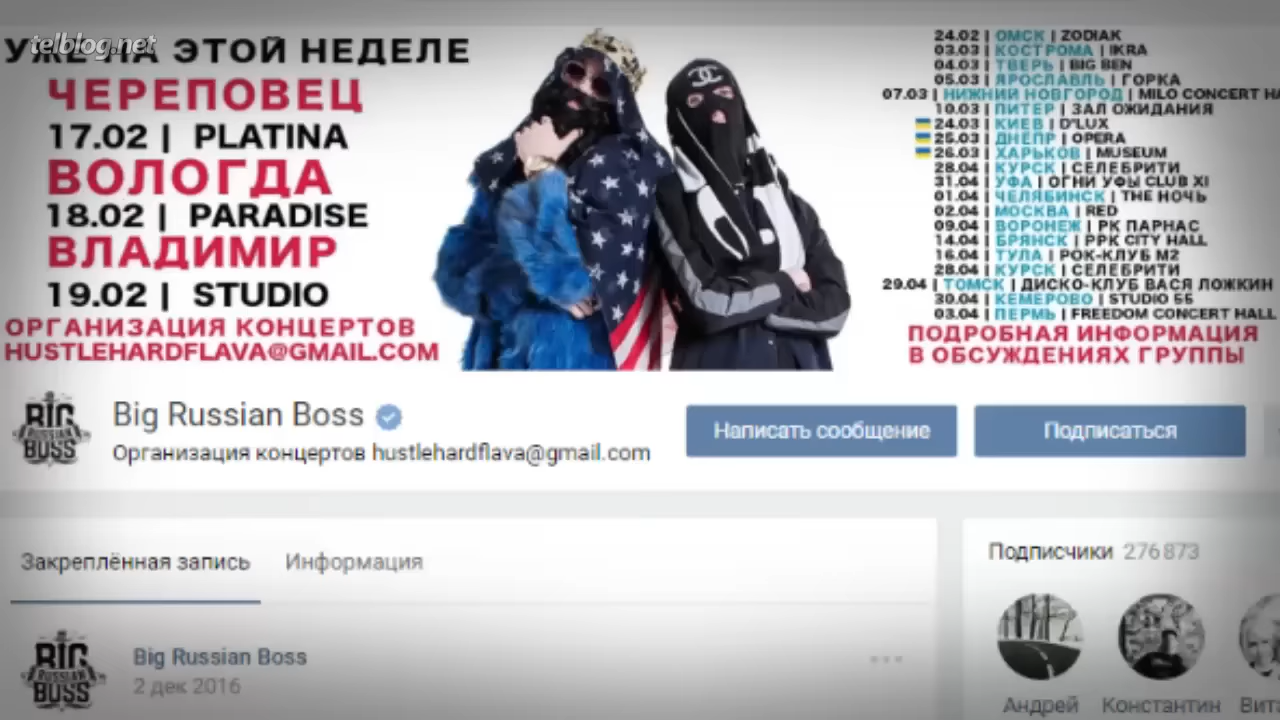 telblog.net
УЖЕ НА ЭТОЙ НЕДЕЛЕ
ЧЕРЕПОВЕЦ
17.02 | PLATINA
ВОЛОГДА
18.02 | PARADISE
ВЛАДИМИР
19.02 | STUDIO
ОРГАНИЗАЦИЯ КОНЦЕРТОВ
HUSTLEHARDFLAVA@GMAIL.COM
24.02 | ОМСК | ZODIAK
03.03 | КОСТРОМА | IKRA
04.03 | ТВЕРЬ | BIG BEN
05.03 | ЯРОСЛАВЛЬ | ГОРКА
07.03 | НИЖНИЙ НОВГОРОД | MILO CONCERT HA
10.03 | ПИТЕР | ЗАЛ ОЖИДАНИЯ
24.03 | КИЕВ | D'LUX
25.03 | ДНЕПР | OPERA
26.03 | ХАРЬКОВ | MUSEUM
28.04 | КУРСК | СЕЛЕБРИТИ
31.04 | УФА | ОГНИ УФЫ CLUB XI
01.04 | ЧЕЛЯБИНСК | THE НОЧЬ
02.04 | МОСКВА | RED
09.04 | ВОРОНЕЖ | РК ПАРНАС
14.04 | БРЯНСК | РРК CITY HALL
16.04 | ТУЛА | РОК-КЛУБ М2
28.04 | КУРСК | СЕЛЕБРИТИ
29.04 | ТОМСК | ДИСКО-КЛУБ ВАСЯ ЛОЖКИН
30.04 | КЕМЕРОВО | STUDIO 55
03.04 | ПЕРМЬ | FREEDOM CONCERT HALL
ПОДРОБНАЯ ИНФОРМАЦИЯ
В ОБСУЖДЕНИЯХ ГРУППЫ
BIG RUSSIAN BOSS
Big Russian Boss
Организация концертов hustlehardflava@gmail.com
Написать сообщение
Подписаться
Закреплённая запись
Информация
Подписчики 276 873
BIG RUSSIAN BOSS
Big Russian Boss
2 дек 2016
Андрей
Константин
Вита